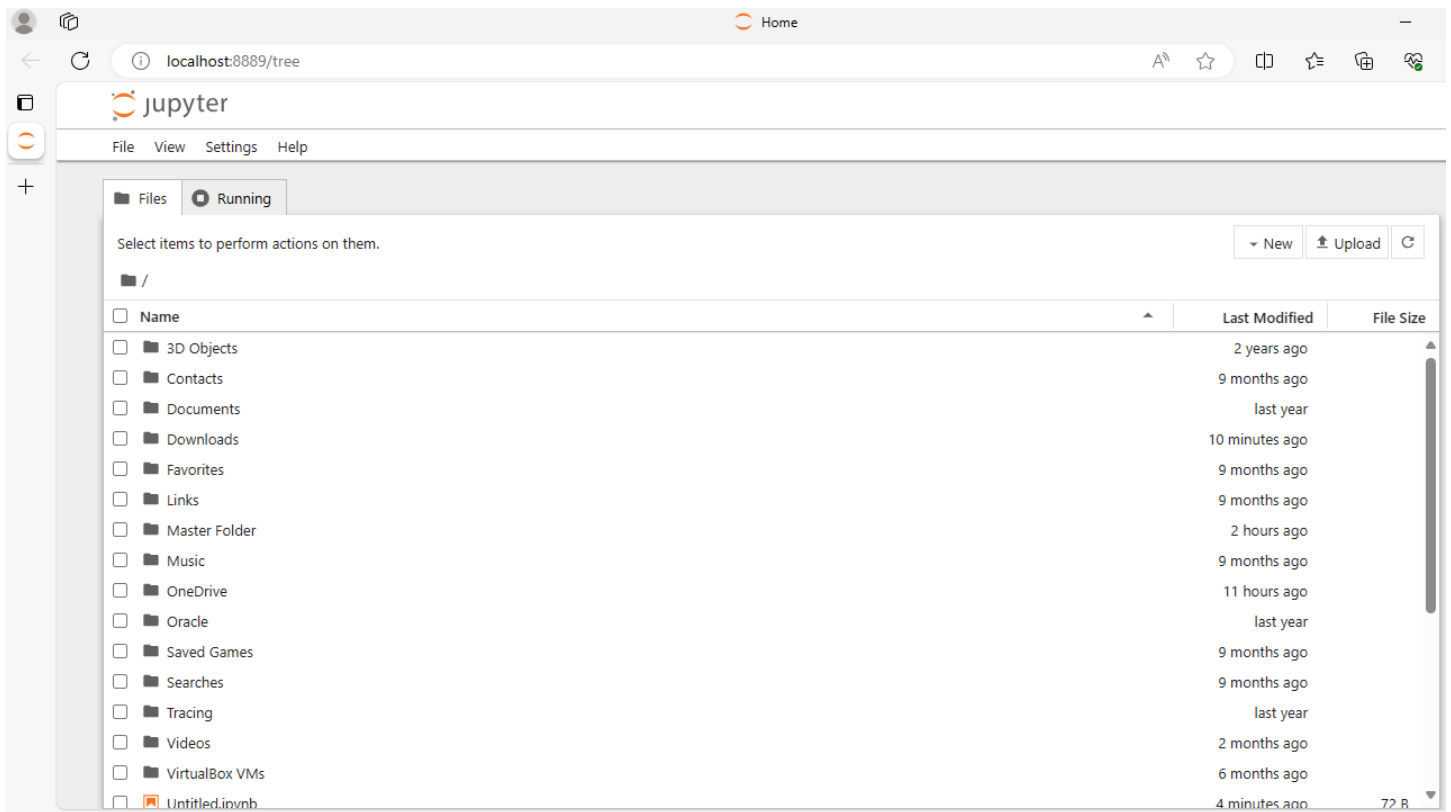 Home
localhost:8889/tree
jupyter
File View Settings Help
Files Running
Select items to perform actions on them. New Upload
/
Name Last Modified File Size
3D Objects 2 years ago
Contacts 9 months ago
Documents last year
Downloads 10 minutes ago
Favorites 9 months ago
Links 9 months ago
Master Folder 2 hours ago
Music 9 months ago
OneDrive 11 hours ago
Oracle last year
Saved Games 9 months ago
Searches 9 months ago
Tracing last year
Videos 2 months ago
VirtualBox VMs 6 months ago
Untitled.ipynb 4 minutes ago 72 B